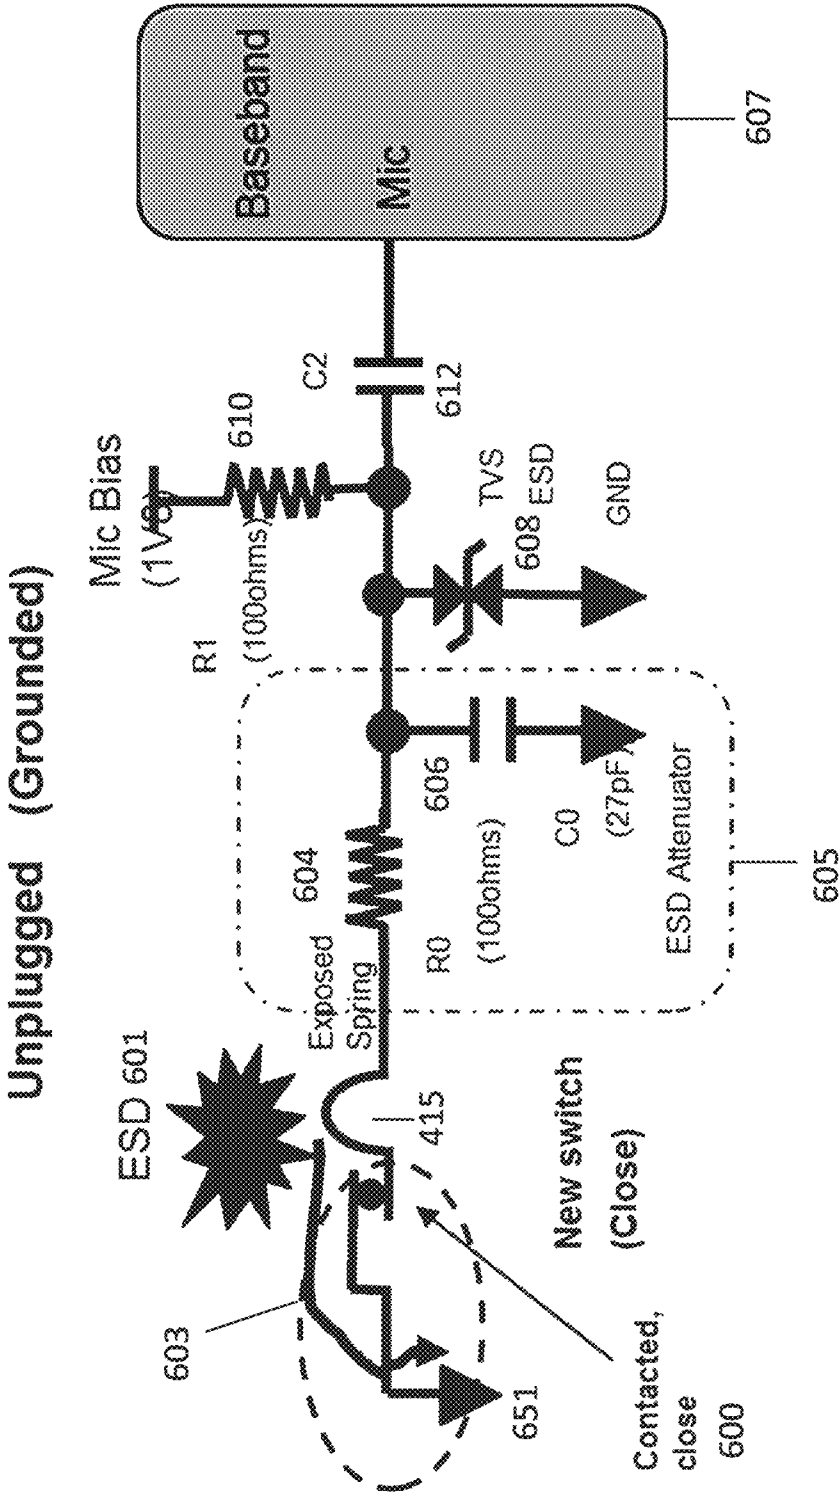 Unplugged (Grounded)
ESD 601
603
651
Contacted,
close
600
New switch
(Close)
415
Exposed
Spring
604
R0
(100ohms)
606
C0
(27pF)
ESD Attenuator
605
R1
(100ohms)
Mic Bias
(1V8)
610
608
TVS
ESD
GND
C2
612
Baseband
Mic
607